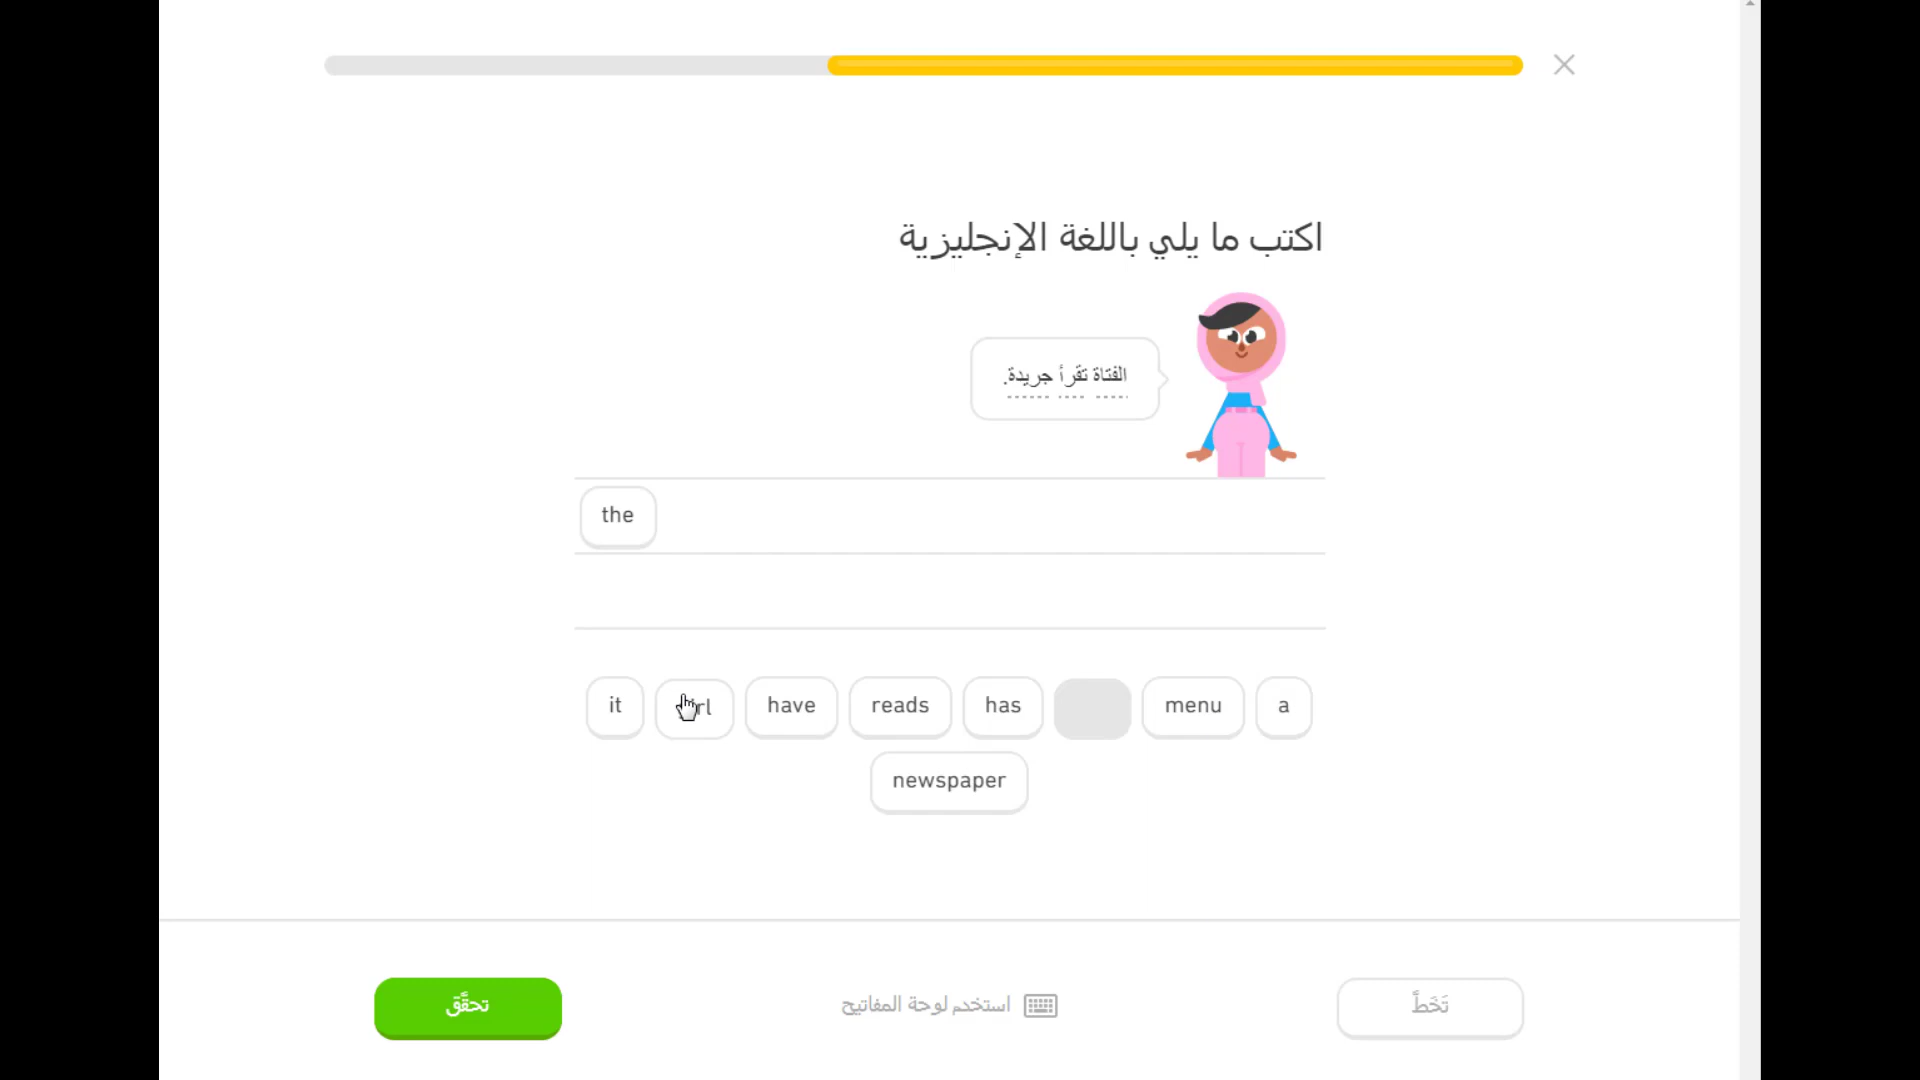 اكتب ما يلي باللغة الإنجليزية
الفتاة تقرأ جريدة.
the
it have reads has menu a
newspaper
تحقَّق استخدم لوحة المفاتيح تَخَطَّ